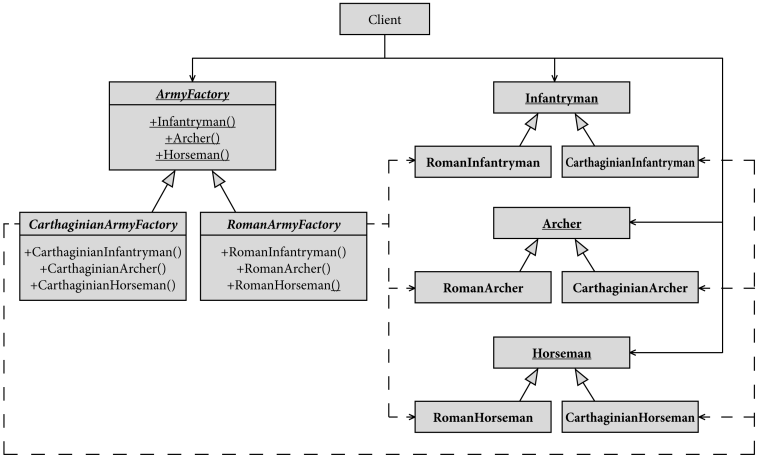 Client
ArmyFactory
+Infantryman()
+Archer()
+Horseman()
Infantryman
RomanInfantryman
CarthaginianInfantryman
CarthaginianArmyFactory
+CarthaginianInfantryman()
+CarthaginianArcher()
+CarthaginianHorseman()
RomanArmyFactory
+RomanInfantryman()
+RomanArcher()
+RomanHorseman()
Archer
RomanArcher
CarthaginianArcher
Horseman
RomanHorseman
CarthaginianHorseman